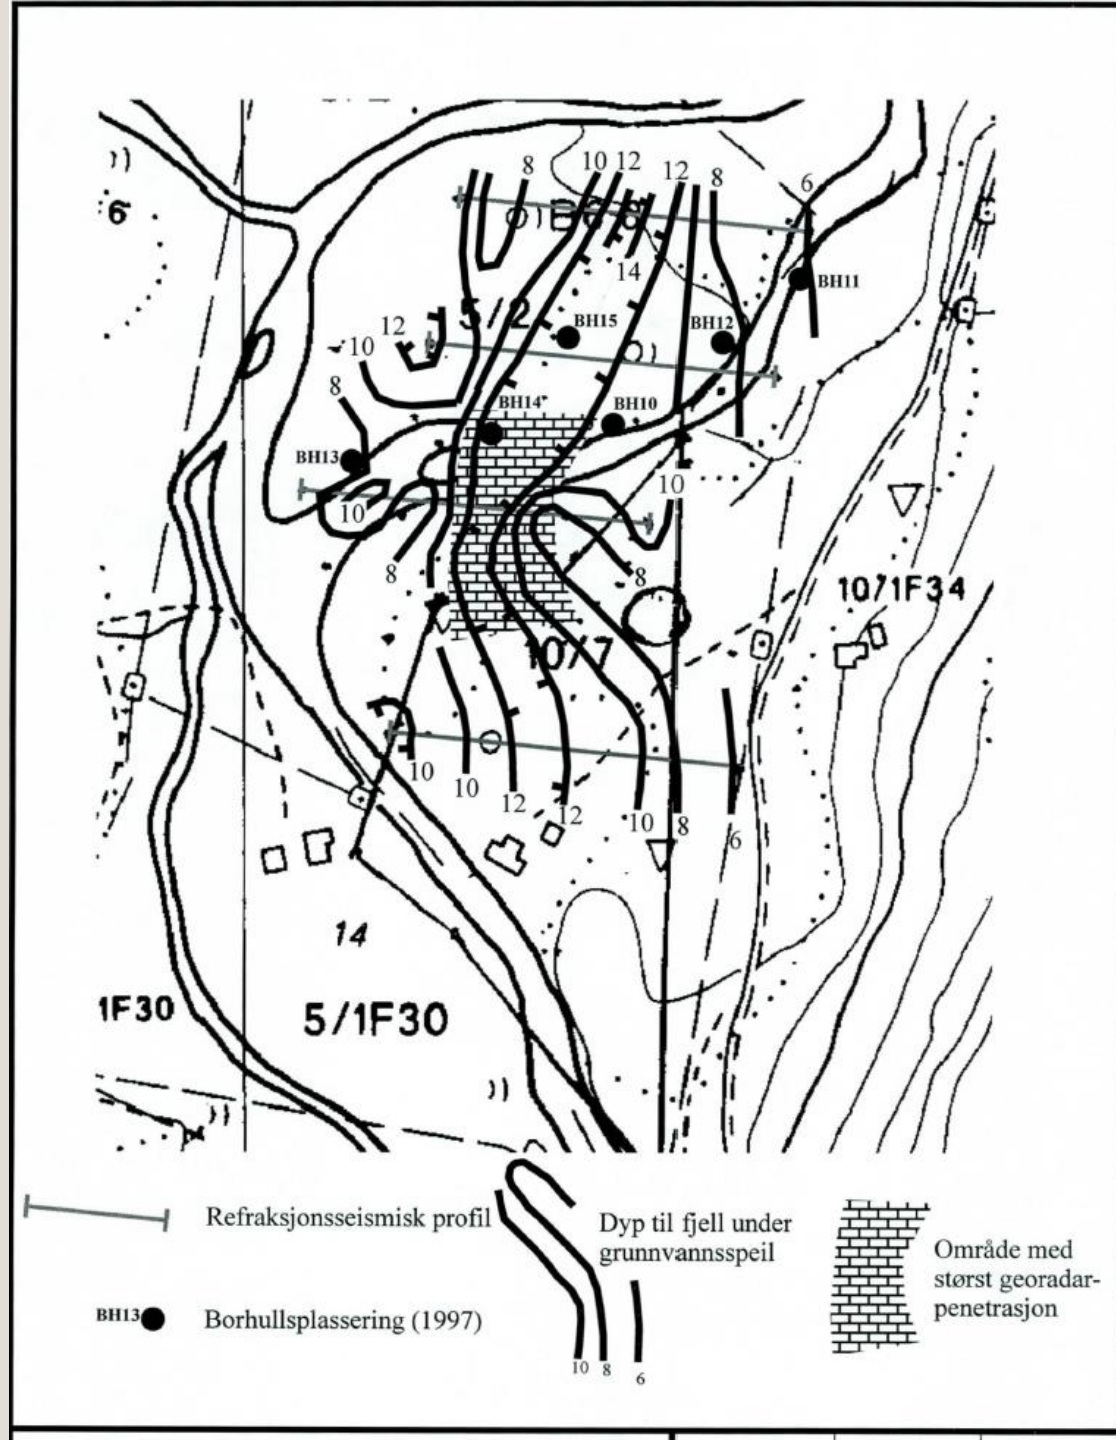 6
8
10 12
12
8
6
14
BH11
5/2
12
BH15
BH12
10
8
BH14
BH10
BH13
10
10
8
8
10/1F34
10/7
10
10
12
12
10
8
6
14
1F30
5/1F30
Refraksjonsseismisk profil
Dyp til fjell under
grunnvannsspeil
Område med
størst georadar-
penetrasjon
BH13
Borhullsplassering (1997)
10 8 6